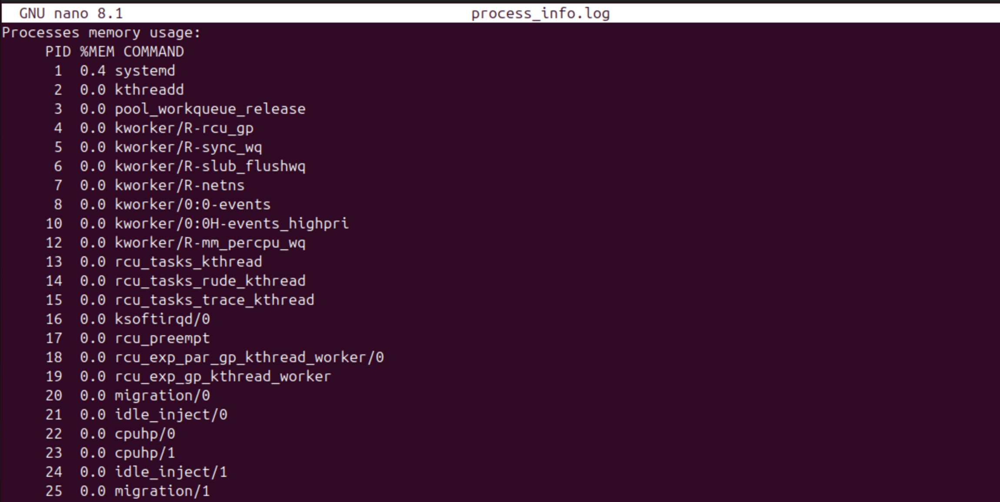 GNU nano 8.1 process_info.log
Processes memory usage:
PID %MEM COMMAND
1 0.4 systemd
2 0.0 kthreadd
3 0.0 pool_workqueue_release
4 0.0 kworker/R-rcu_gp
5 0.0 kworker/R-sync_wq
6 0.0 kworker/R-slub_flushwq
7 0.0 kworker/R-netns
8 0.0 kworker/0:0-events
10 0.0 kworker/0:0H-events_highpri
12 0.0 kworker/R-mm_percpu_wq
13 0.0 rcu_tasks_kthread
14 0.0 rcu_tasks_rude_kthread
15 0.0 rcu_tasks_trace_kthread
16 0.0 ksoftirqd/0
17 0.0 rcu_preempt
18 0.0 rcu_exp_par_gp_kthread_worker/0
19 0.0 rcu_exp_gp_kthread_worker
20 0.0 migration/0
21 0.0 idle_inject/0
22 0.0 cpuhp/0
23 0.0 cpuhp/1
24 0.0 idle_inject/1
25 0.0 migration/1